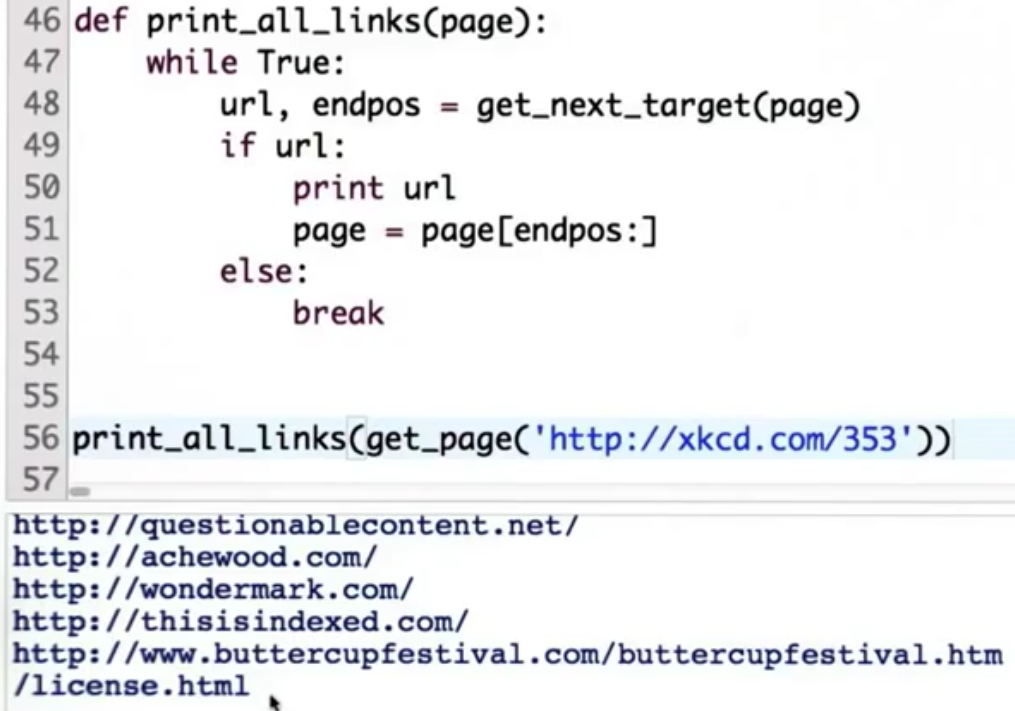 46 def print_all_links(page):
47     while True:
48         url, endpos = get_next_target(page)
49         if url:
50             print url
51             page = page[endpos:]
52         else:
53             break
54
55
56 print_all_links(get_page('http://xkcd.com/353'))
57
http://questionablecontent.net/
http://achewood.com/
http://wondermark.com/
http://thisisindexed.com/
http://www.buttercupfestival.com/buttercupfestival.htm
/license.html